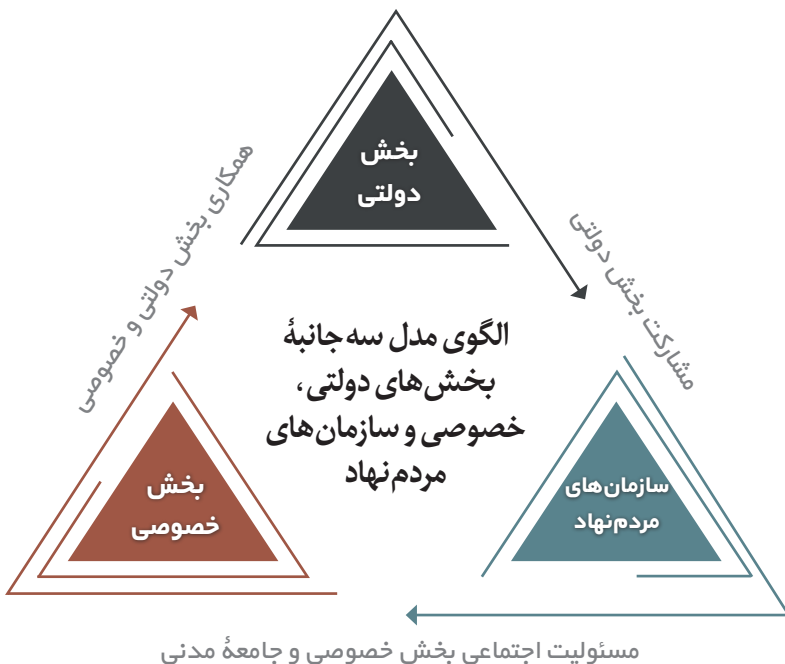 بخش
دولتی
همکاری بخش دولتی و خصوصی
مشارکت بخش دولتی
الگوی مدل سه‌جانبهٔ
بخش‌های دولتی،
خصوصی و سازمان‌های
مردم‌نهاد
سازمان‌های
مردم‌نهاد
بخش
خصوصی
مسئولیت اجتماعی بخش خصوصی و جامعهٔ مدنی